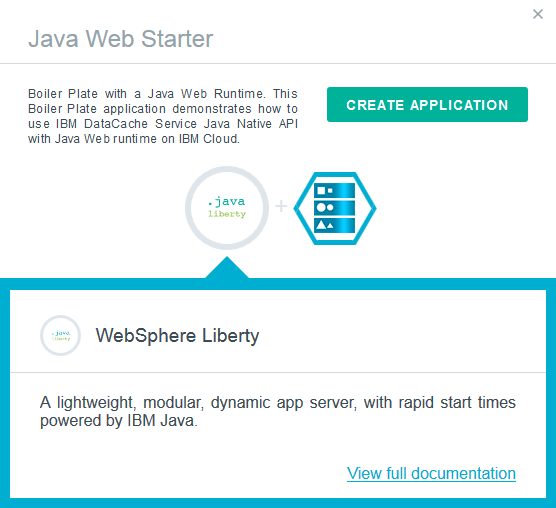 Java Web Starter
Boiler Plate with a Java Web Runtime. This
Boiler Plate application demonstrates how to
use IBM DataCache Service Java Native API
with Java Web runtime on IBM Cloud.
CREATE APPLICATION
.java
liberty
+
.java
liberty
WebSphere Liberty
A lightweight, modular, dynamic app server, with rapid start times
powered by IBM Java.
View full documentation